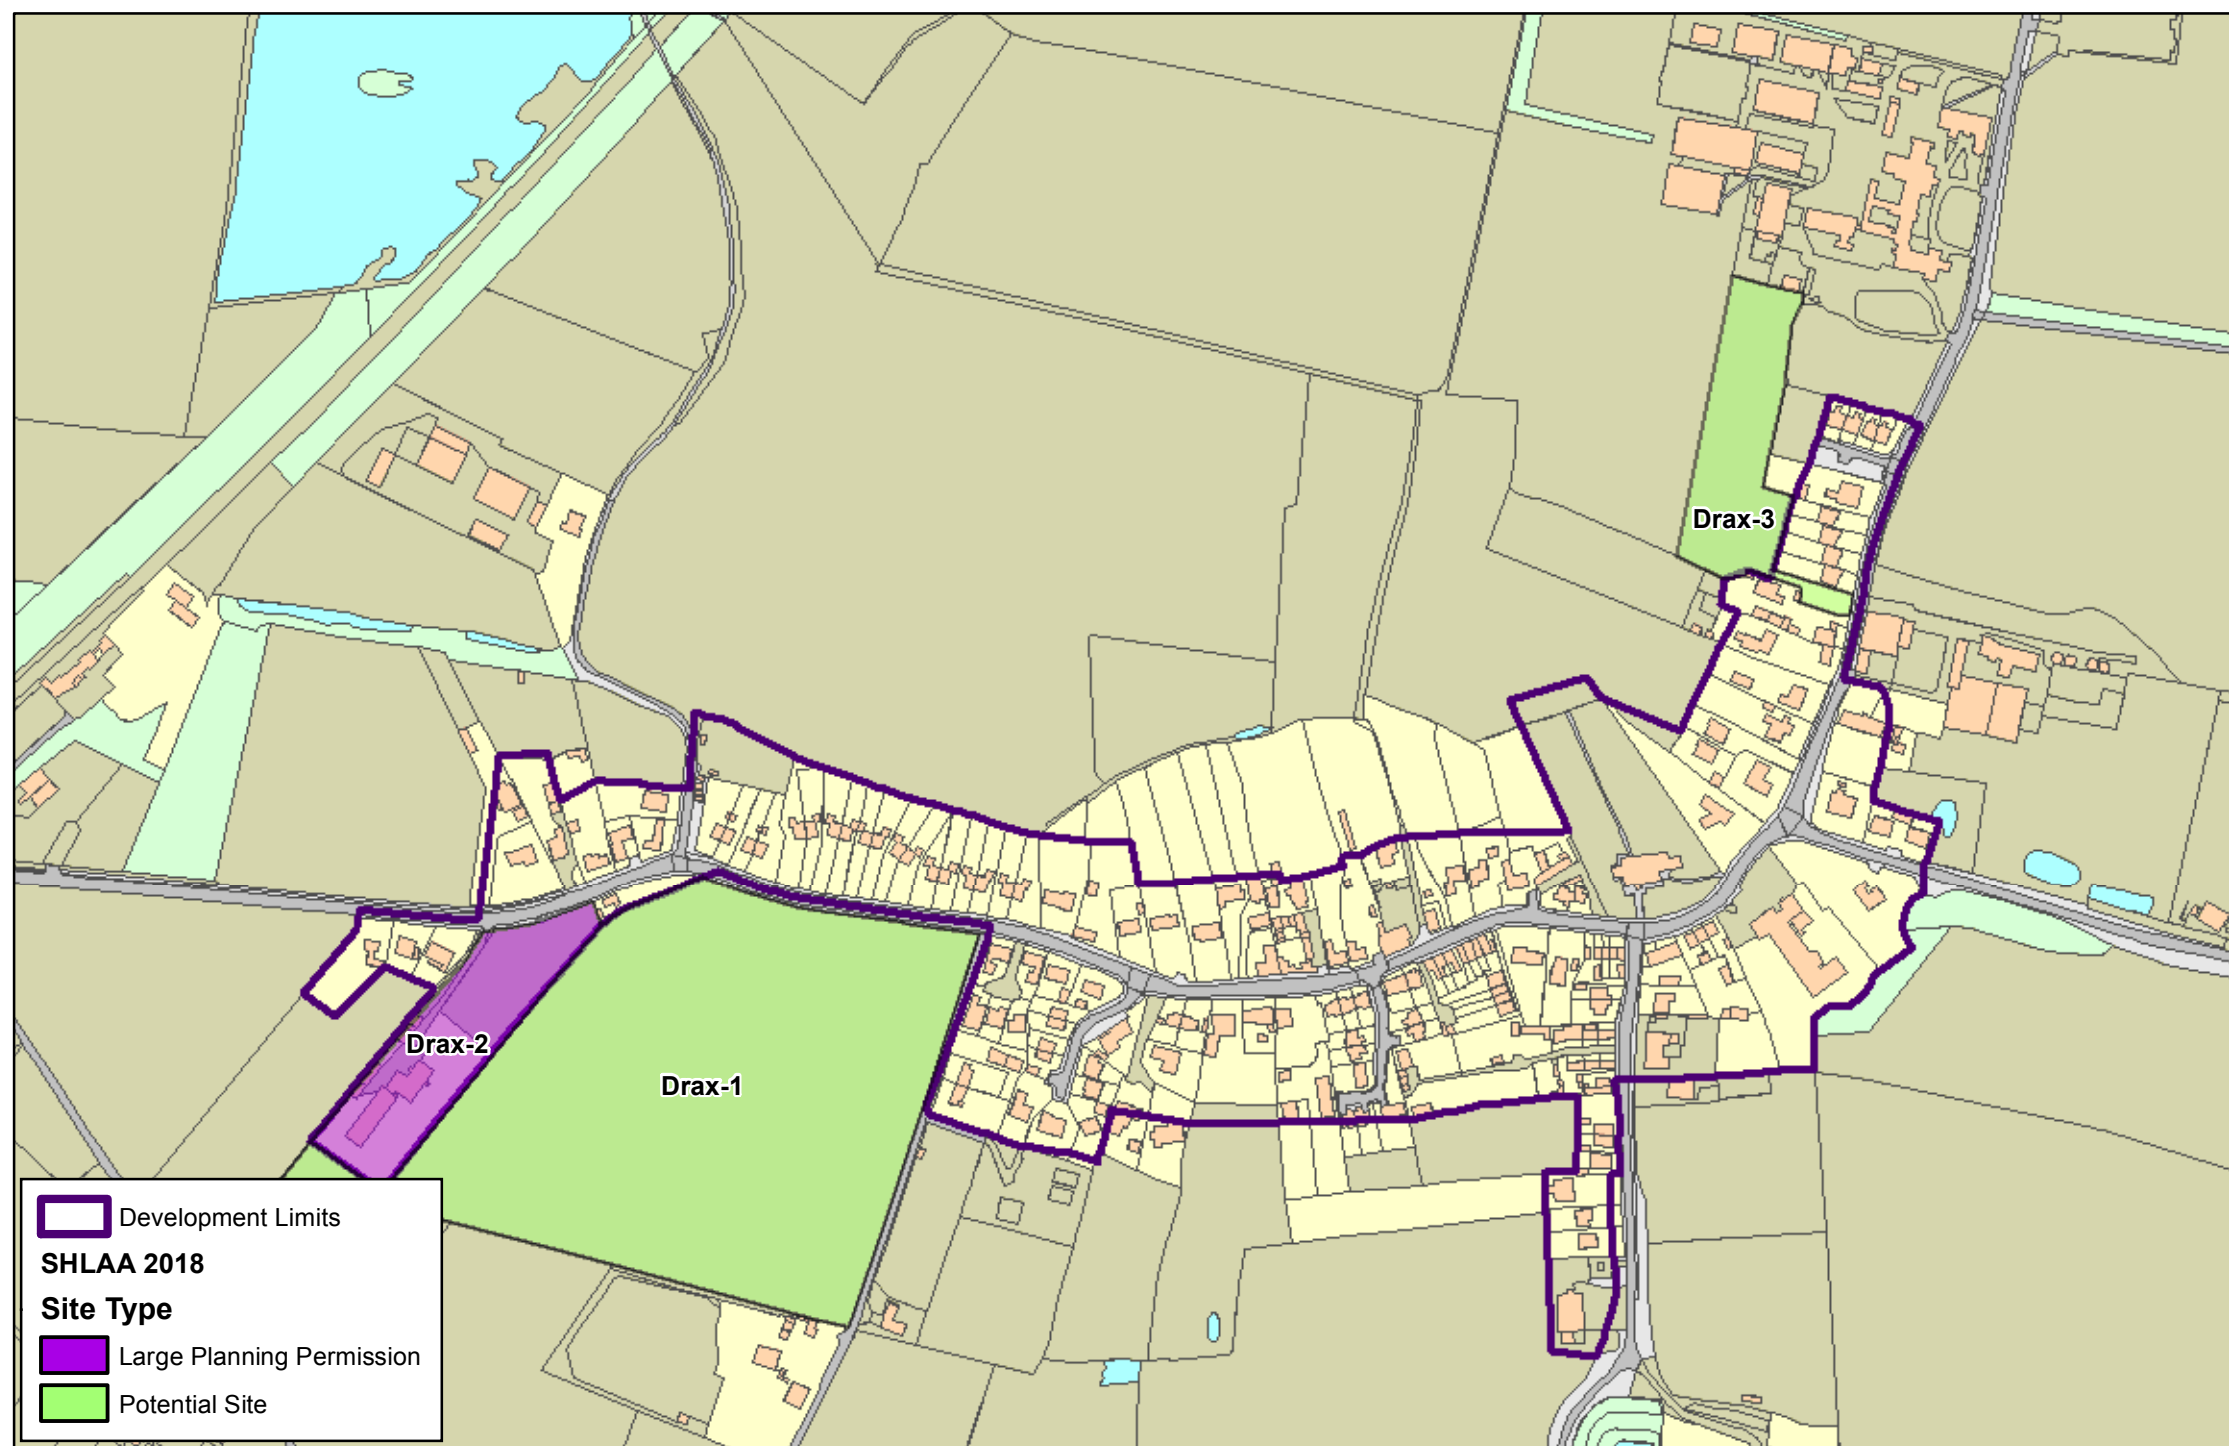 Drax-3
Drax-2
Drax-1
Development Limits
SHLAA 2018
Site Type
Large Planning Permission
Potential Site